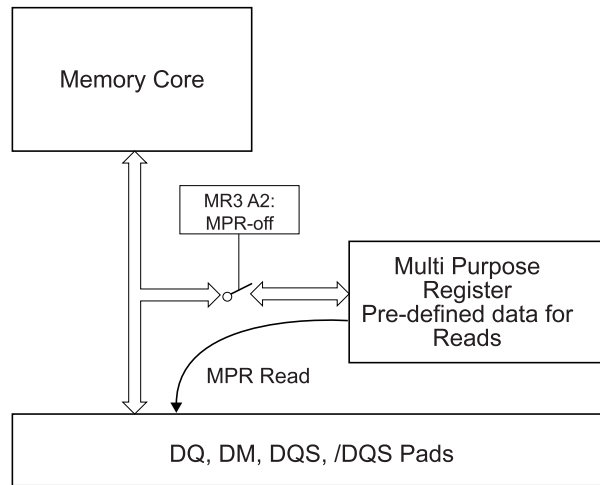 Memory Core
MR3 A2:
MPR-off
Multi Purpose
Register
Pre-defined data for
Reads
MPR Read
DQ, DM, DQS, /DQS Pads